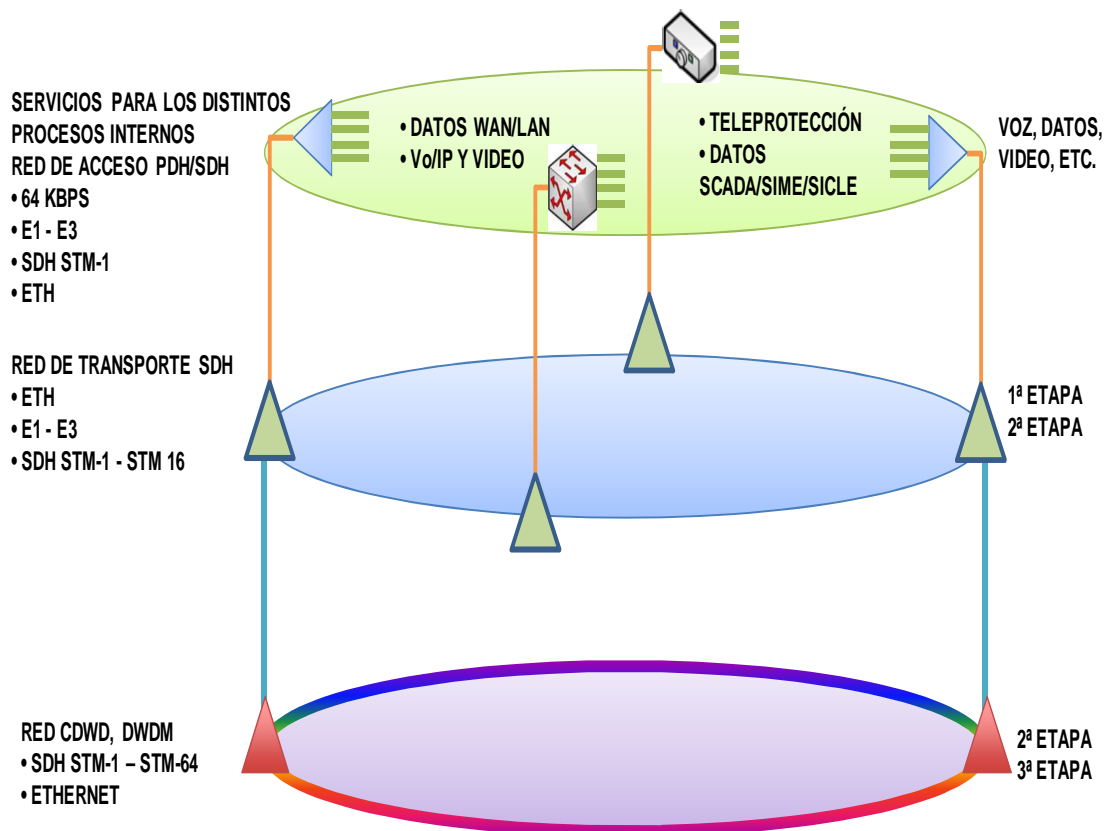 SERVICIOS PARA LOS DISTINTOS
PROCESOS INTERNOS
RED DE ACCESO PDH/SDH
• 64 KBPS
• E1 - E3
• SDH STM-1
• ETH
• DATOS WAN/LAN
• Vo/IP Y VIDEO
• TELEPROTECCIÓN
• DATOS
SCADA/SIME/SICLE
VOZ, DATOS,
VIDEO, ETC.
RED DE TRANSPORTE SDH
• ETH
• E1 - E3
• SDH STM-1 - STM 16
1ª ETAPA
2ª ETAPA
RED CDWD, DWDM
• SDH STM-1 – STM-64
• ETHERNET
2ª ETAPA
3ª ETAPA